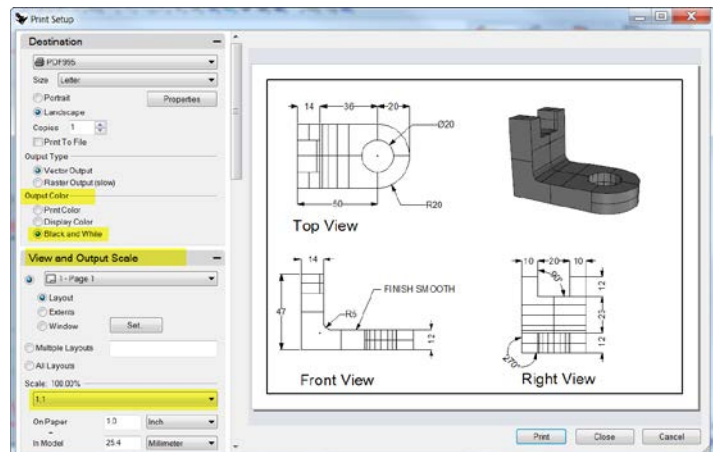 Print Setup
Destination
PDF995
Size Letter
Portrait Properties
Landscape
Copies 1
Print To File
Output Type
Vector Output
Raster Output (slow)
Output Color
Print Color
Display Color
Black and White
View and Output Scale
1 - Page 1
Layout
Extents
Window Set...
Multiple Layouts
All Layouts
Scale: 100.00%
1:1
On Paper 1.0 Inch
=
In Model 25.4 Millimeter
14 36 20
Ø20
50
R20
Top View
14
FINISH SMOOTH
47
R5
12
Front View
10 20 10
90°
12
23
12
270°
Right View
Print Close Cancel